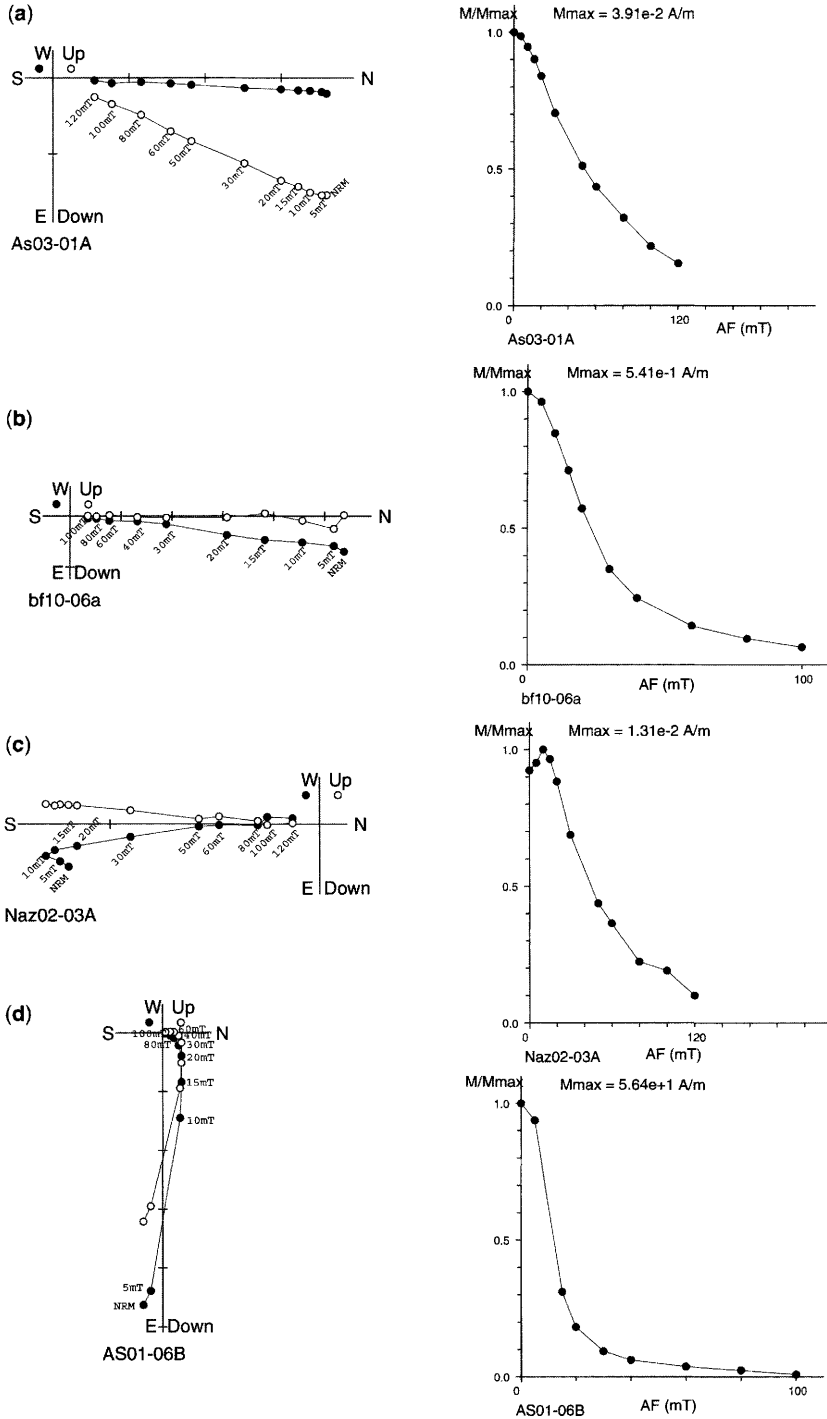 (a)
W Up
S N
120mT
100mT
80mT
60mT
50mT
30mT
20mT
15mT
10mT
5mT
NRM
E Down
As03-01A
M/Mmax Mmax = 3.91e-2 A/m
1.0
0.5
0.0
0 120 AF (mT)
As03-01A
(b)
W Up
S N
100mT
80mT
60mT
40mT
30mT
20mT
15mT
10mT
5mT
NRM
E Down
bf10-06a
M/Mmax Mmax = 5.41e-1 A/m
1.0
0.5
0.0
0 AF (mT) 100
bf10-06a
(c)
W Up
S N
10mT
5mT
NRM
15mT
20mT
30mT
50mT
60mT
80mT
100mT
120mT
E Down
Naz02-03A
M/Mmax Mmax = 1.31e-2 A/m
1.0
0.5
0.0
0 120
Naz02-03A AF (mT)
(d)
W Up
S N
100mT
80mT
60mT
40mT
30mT
20mT
15mT
10mT
5mT
NRM
E Down
AS01-06B
M/Mmax Mmax = 5.64e+1 A/m
1.0
0.5
0.0
0 100
AS01-06B AF (mT)